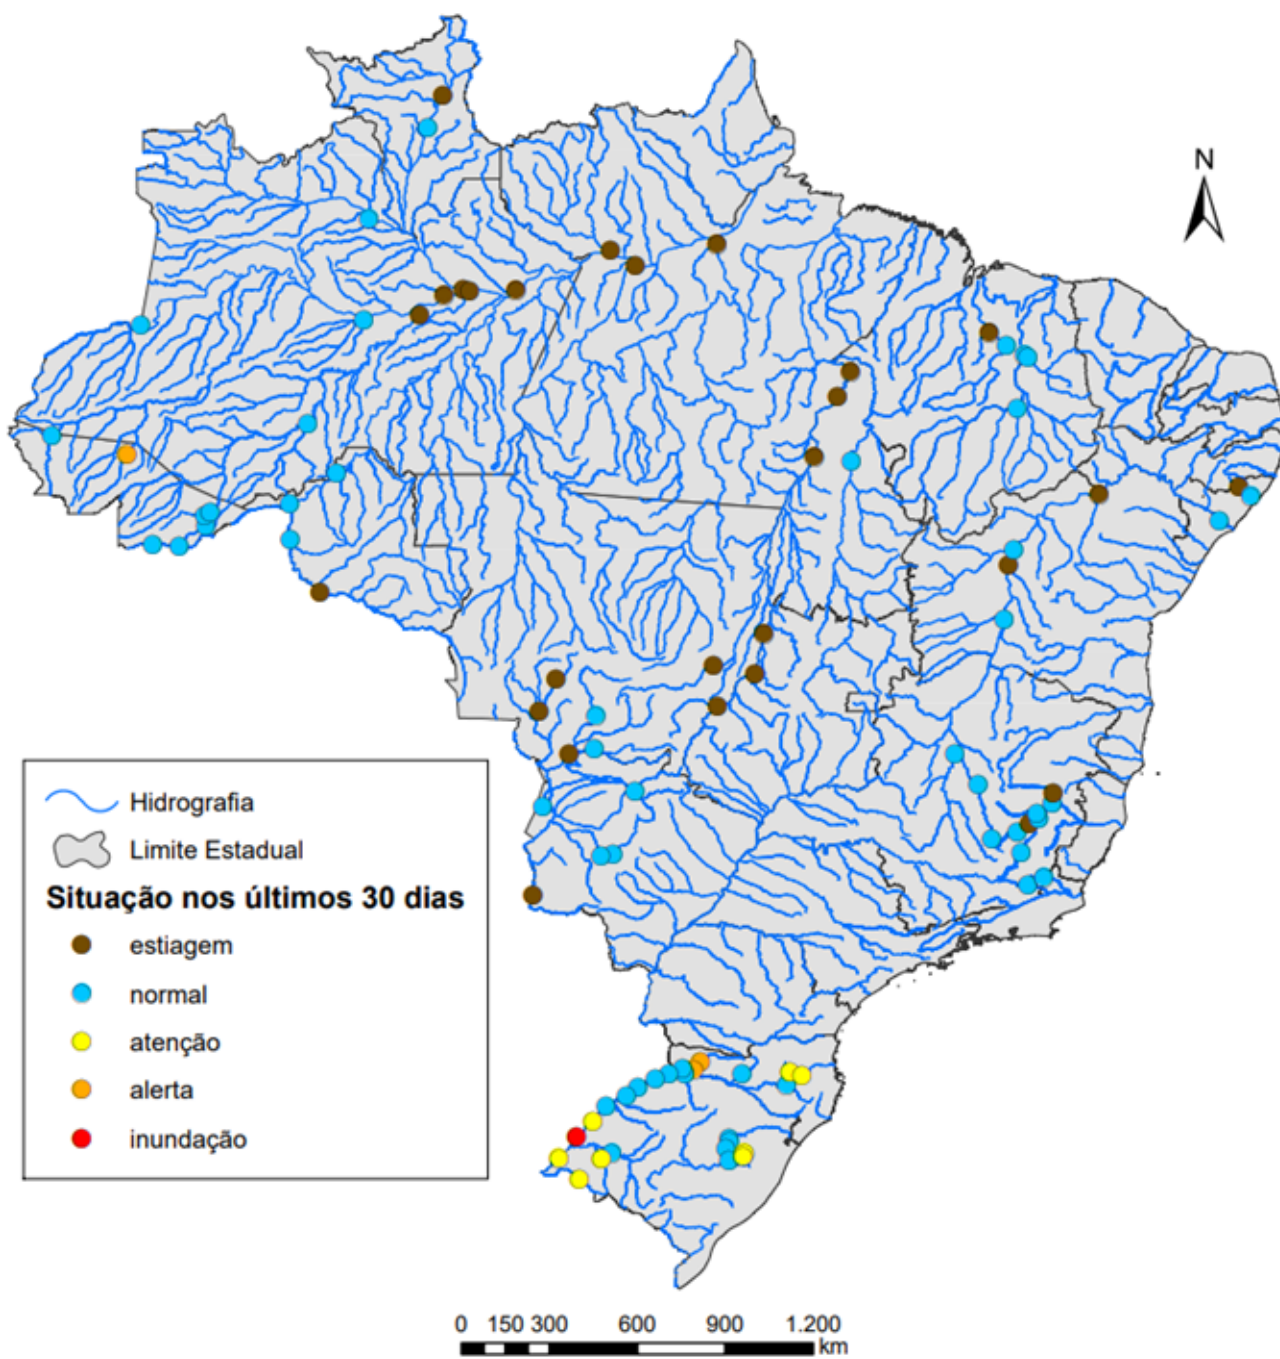 N
Hidrografia
Limite Estadual
Situação nos últimos 30 dias
estiagem
normal
atenção
alerta
inundação
0 150 300 600 900 1.200
km